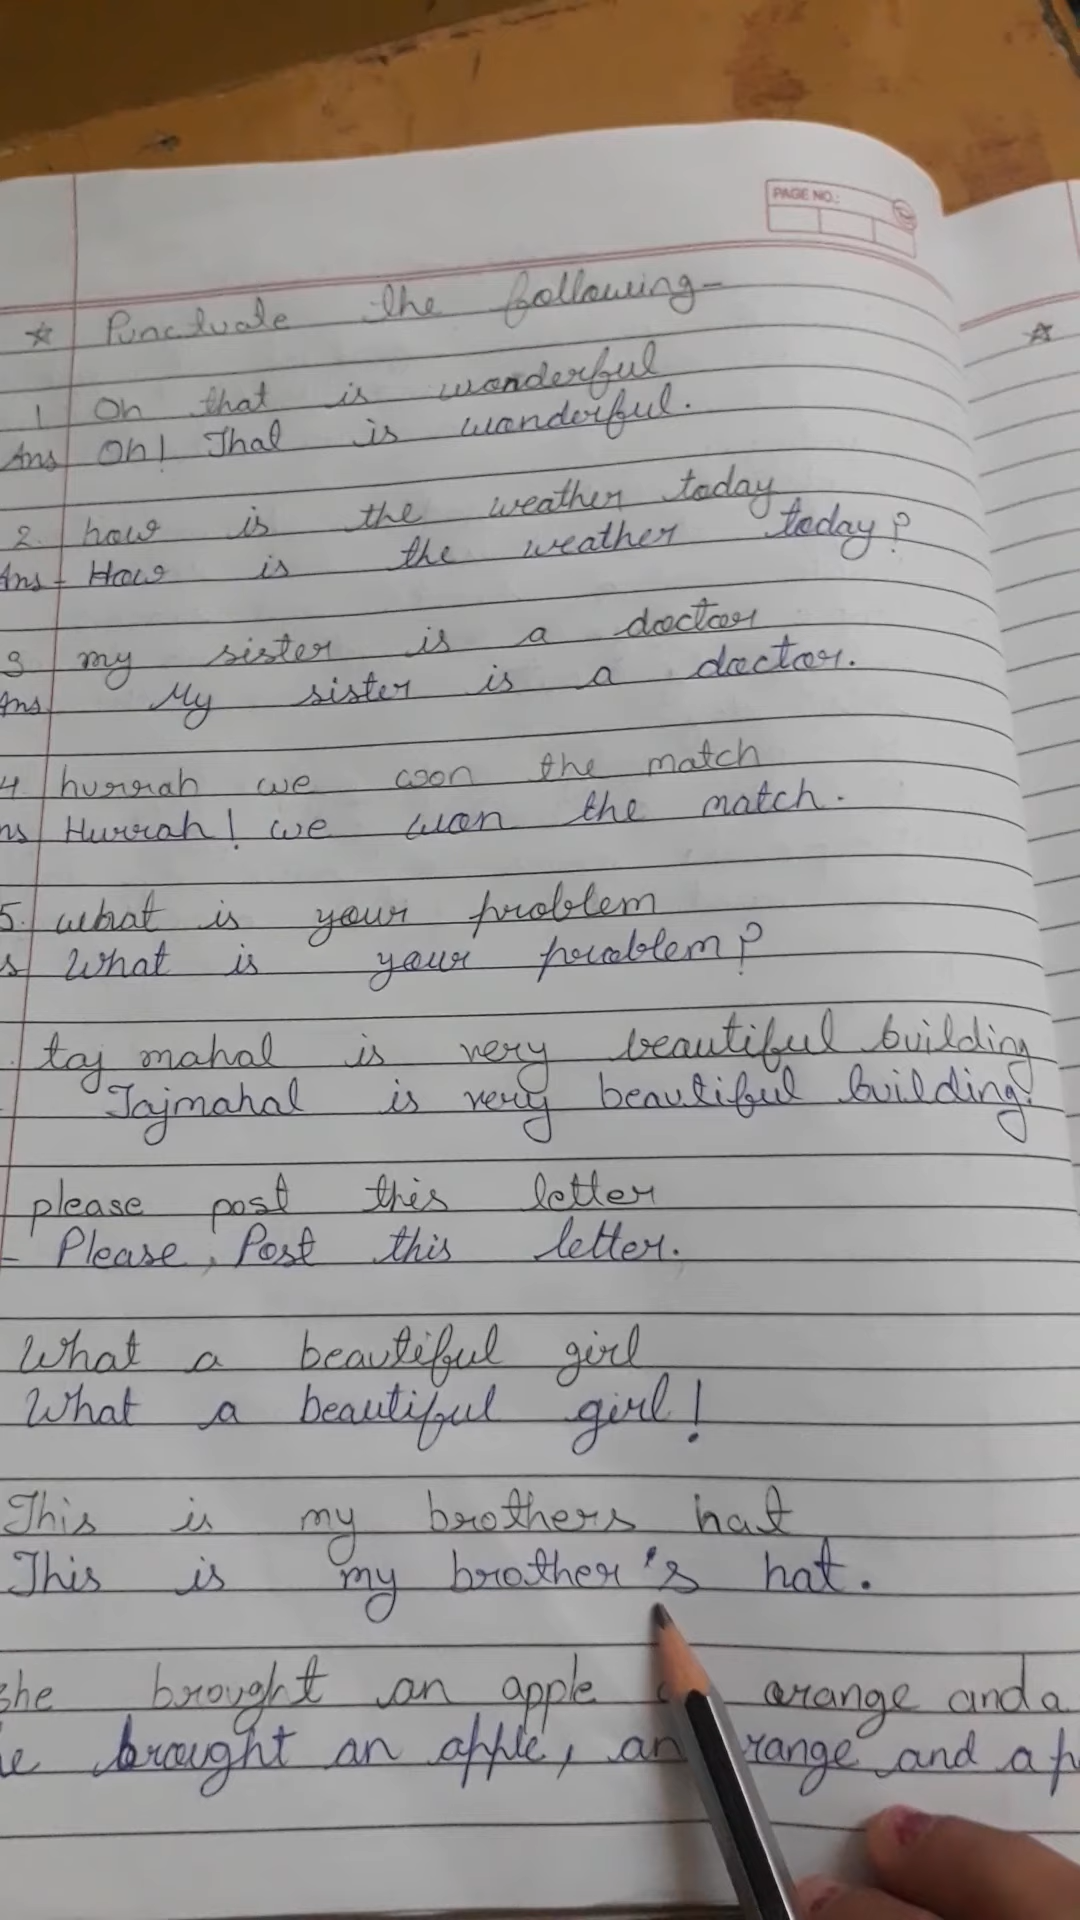 PAGE NO.:
☆ Punctuate the following-
1 Oh that is wonderful
Ans Oh! That is wonderful.
2. how is the weather today
Ans - How is the weather today?
3 my sister is a doctor
Ans My sister is a doctor.
4. hurrah we won the match
ns Hurrah! we won the match.
5. what is your problem
s What is your problem?
. taj mahal is very beautiful building
Tajmahal is very beautiful building.
please post this letter
- Please, Post this letter.
What a beautiful girl
What a beautiful girl!
This is my brothers hat
This is my brother's hat.
she brought an apple orange and a
e brought an apple, an range and a p
☆